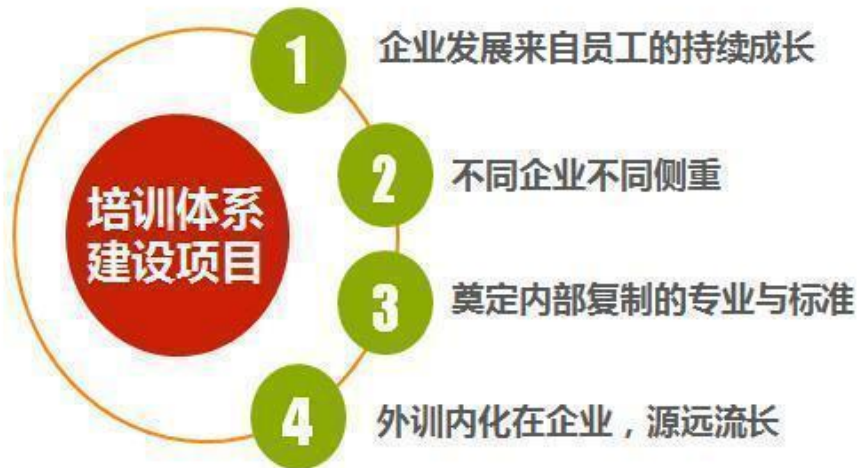 培训体系
建设项目
1
企业发展来自员工的持续成长
2
不同企业不同侧重
3
奠定内部复制的专业与标准
4
外训内化在企业，源远流长